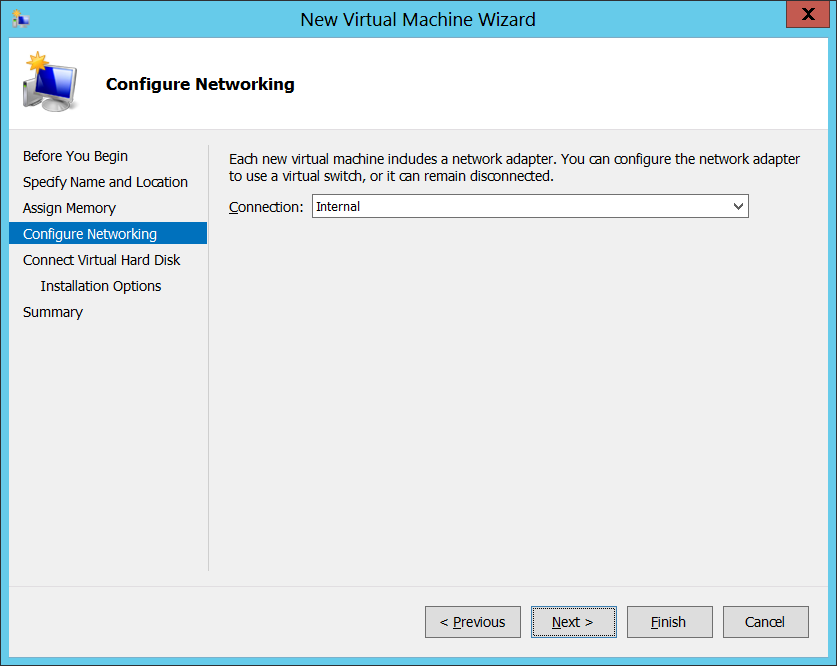 New Virtual Machine Wizard
X
Configure Networking
Before You Begin
Specify Name and Location
Assign Memory
Configure Networking
Connect Virtual Hard Disk
Installation Options
Summary
Each new virtual machine includes a network adapter. You can configure the network adapter
to use a virtual switch, or it can remain disconnected.
Connection: Internal
< Previous Next > Finish Cancel